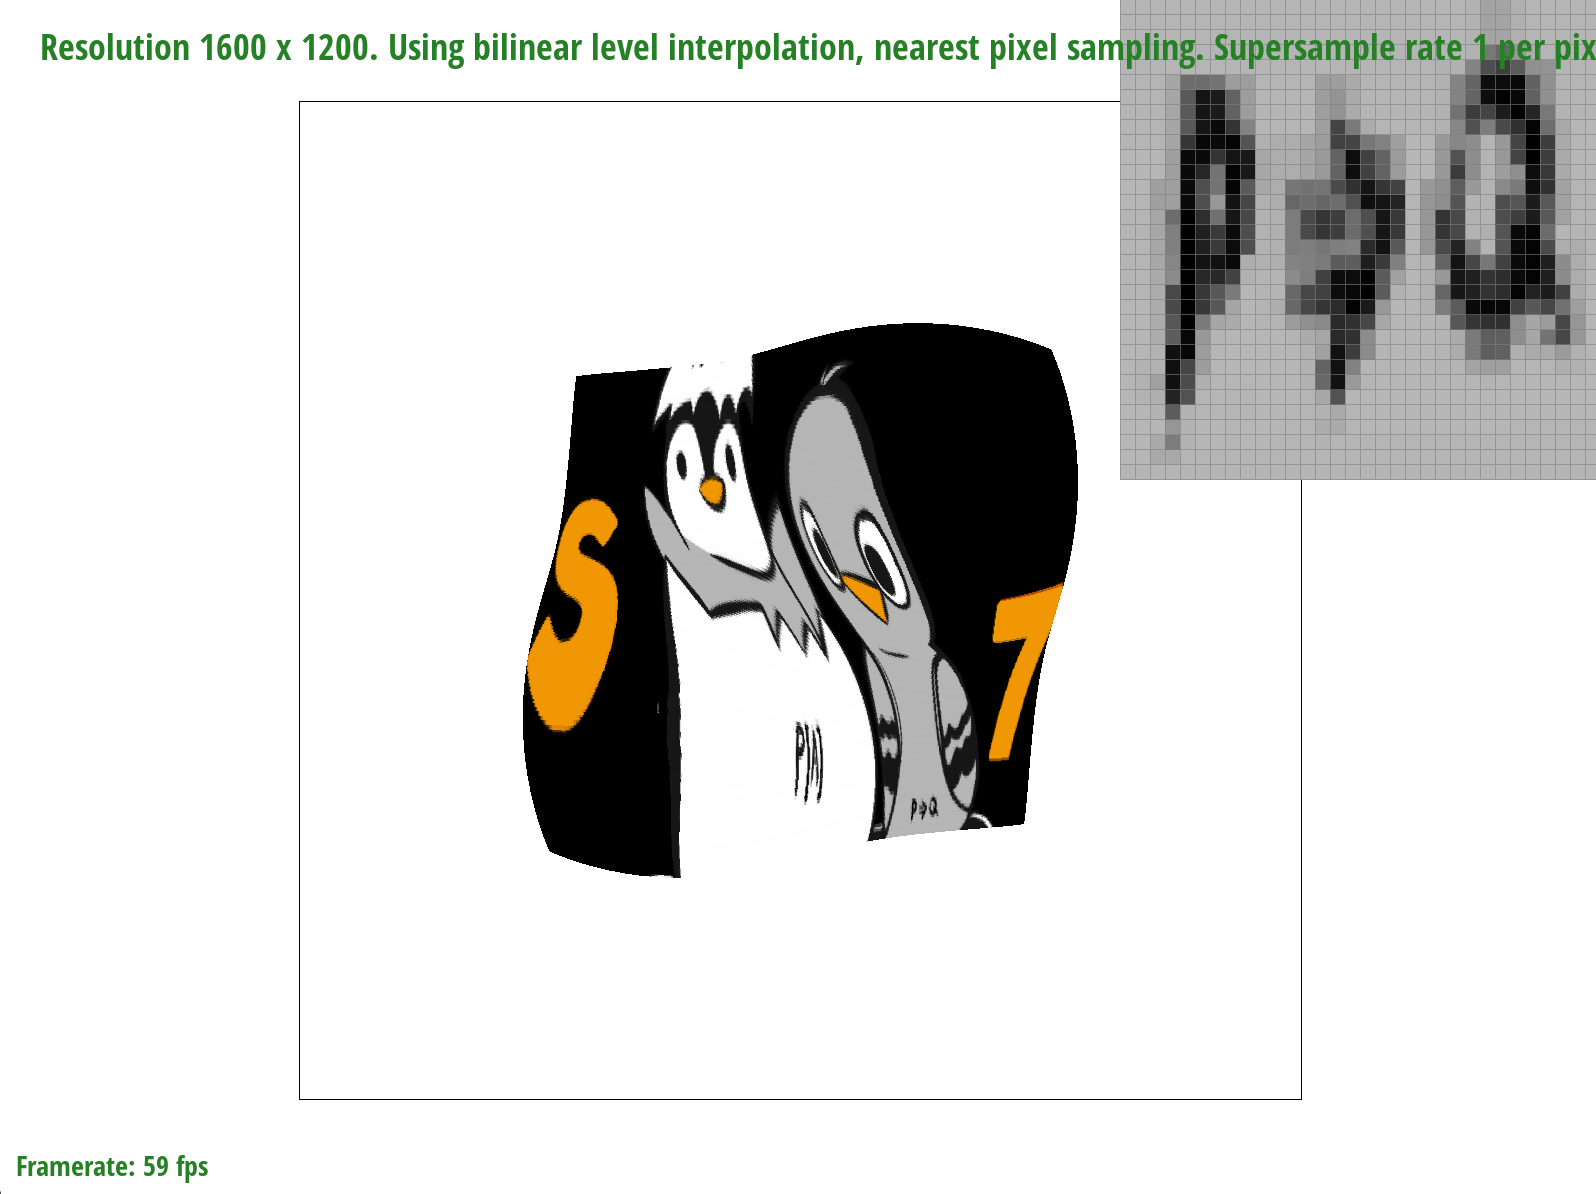 Resolution 1600 x 1200. Using bilinear level interpolation, nearest pixel sampling. Supersample rate 1 per pix
P⇒Q
S
7
P(A)
P⇒Q
Framerate: 59 fps